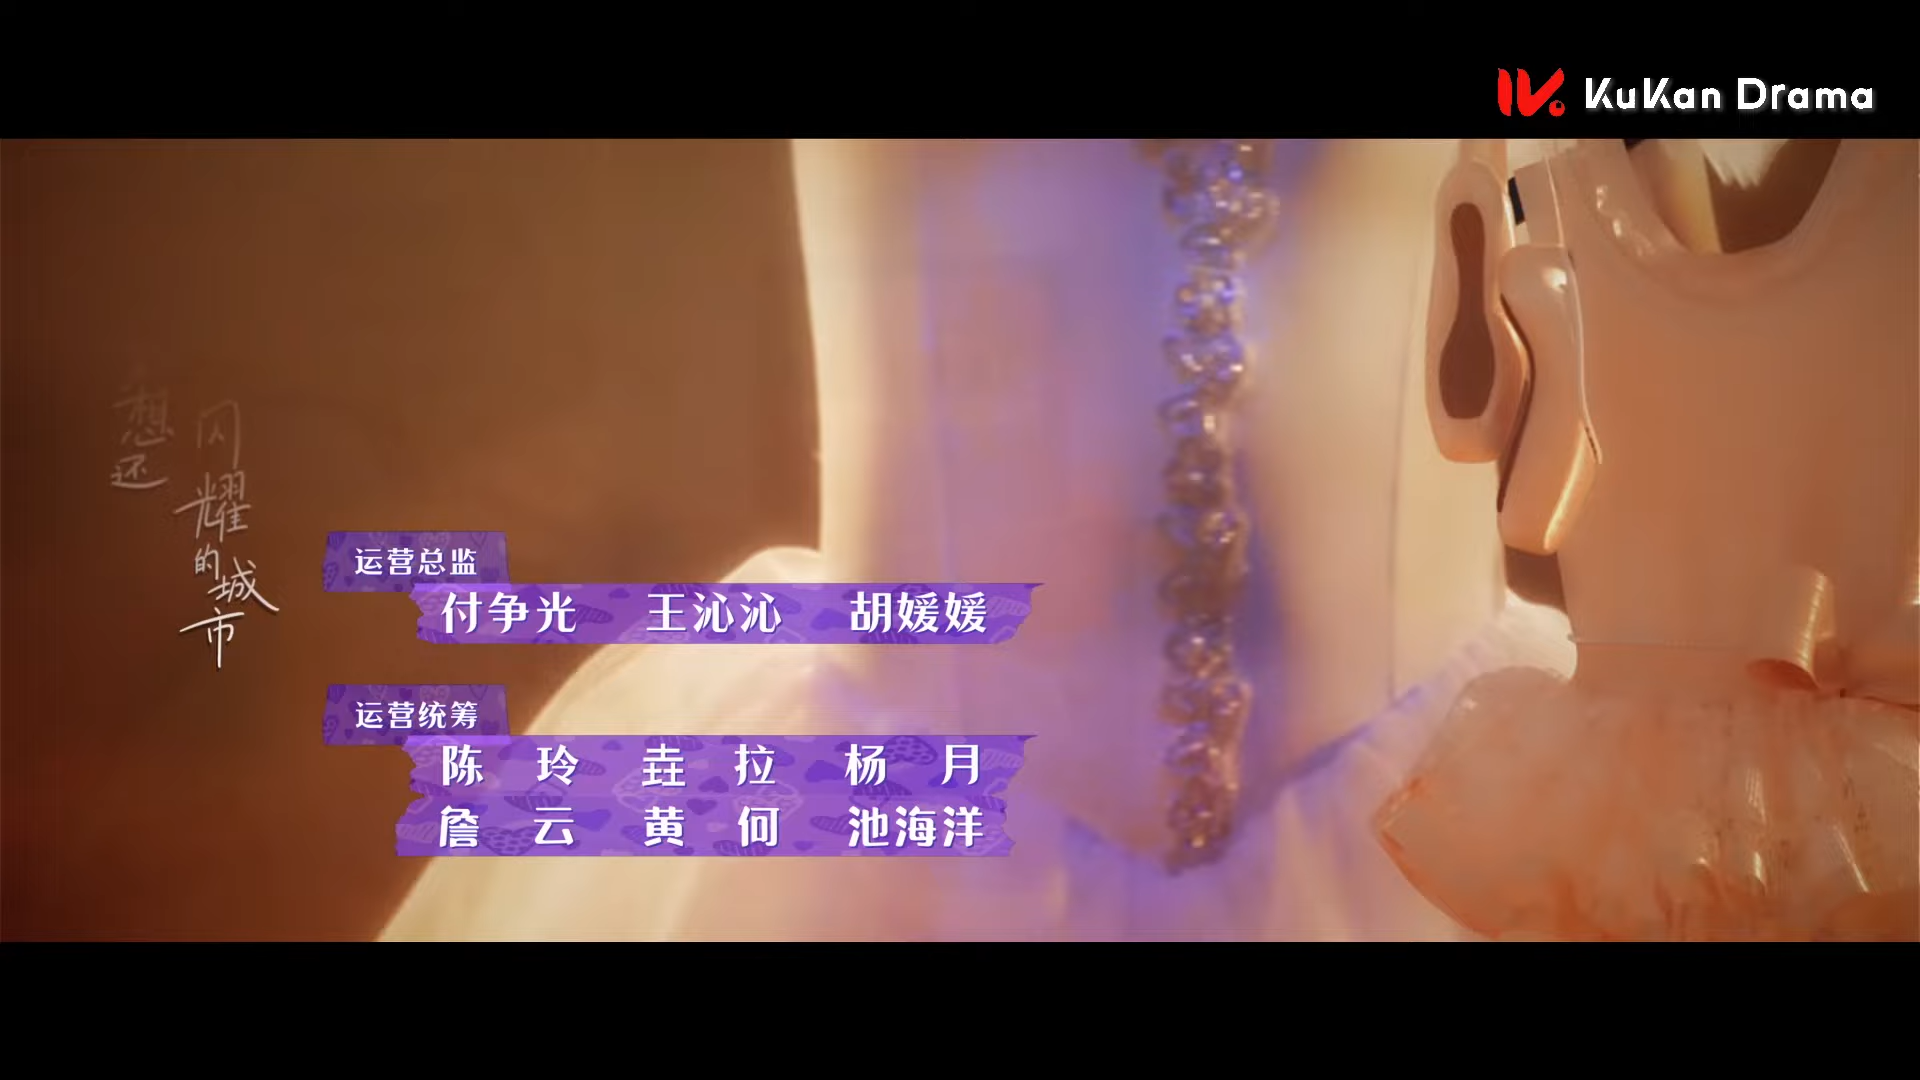 KuKan Drama
闪耀的城市
想还
运营总监
付争光 王沁沁 胡媛媛
运营统筹
陈玲 垚拉 杨月
詹云 黄何 池海洋